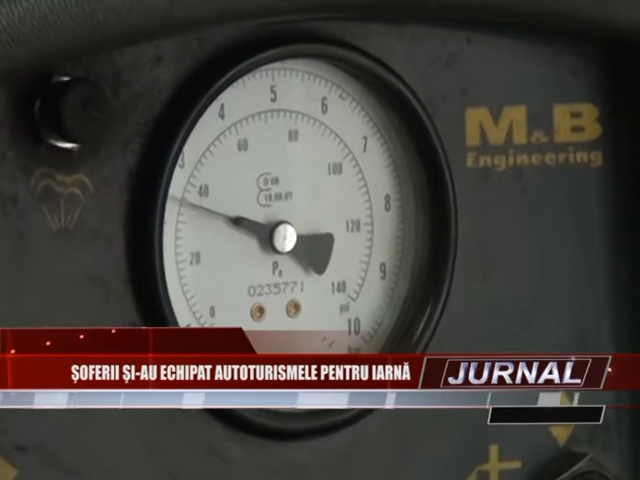 M&B
Engineering
3
4
5
6
7
8
9
10
0
20
40
60
80
100
120
140
psi
Pe
0235771
ŞOFERII ŞI-AU ECHIPAT AUTOTURISMELE PENTRU IARNĂ
JURNAL